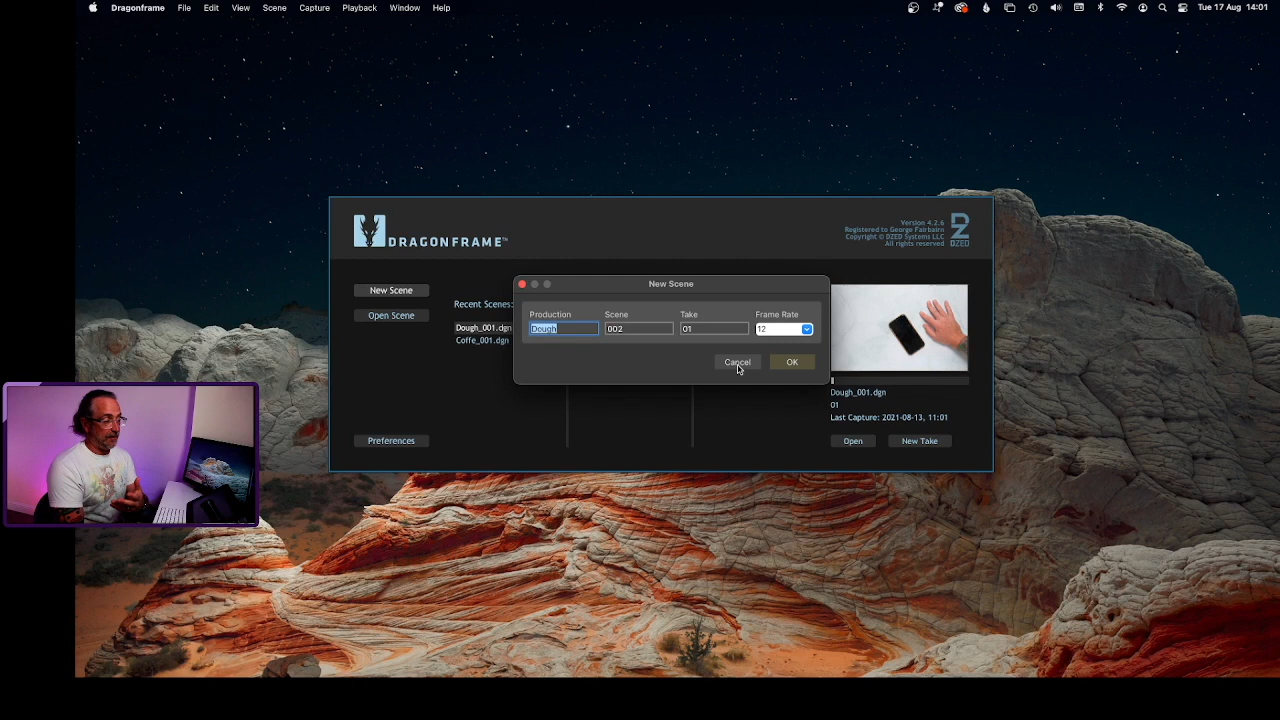 Dragonframe File Edit View Scene Capture Playback Window Help Tue 17 Aug 14:01
DRAGONFRAME™
Version 4.2.6
Registered to George Fairbairn
Copyright © DZED Systems LLC
All rights reserved
DZED
New Scene
Open Scene
Preferences
Recent Scenes:
Dough_001.dgn
Coffe_001.dgn
New Scene
Production Scene Take Frame Rate
Dough 002 01 12
Cancel OK
Dough_001.dgn
01
Last Capture: 2021-08-13, 11:01
Open New Take